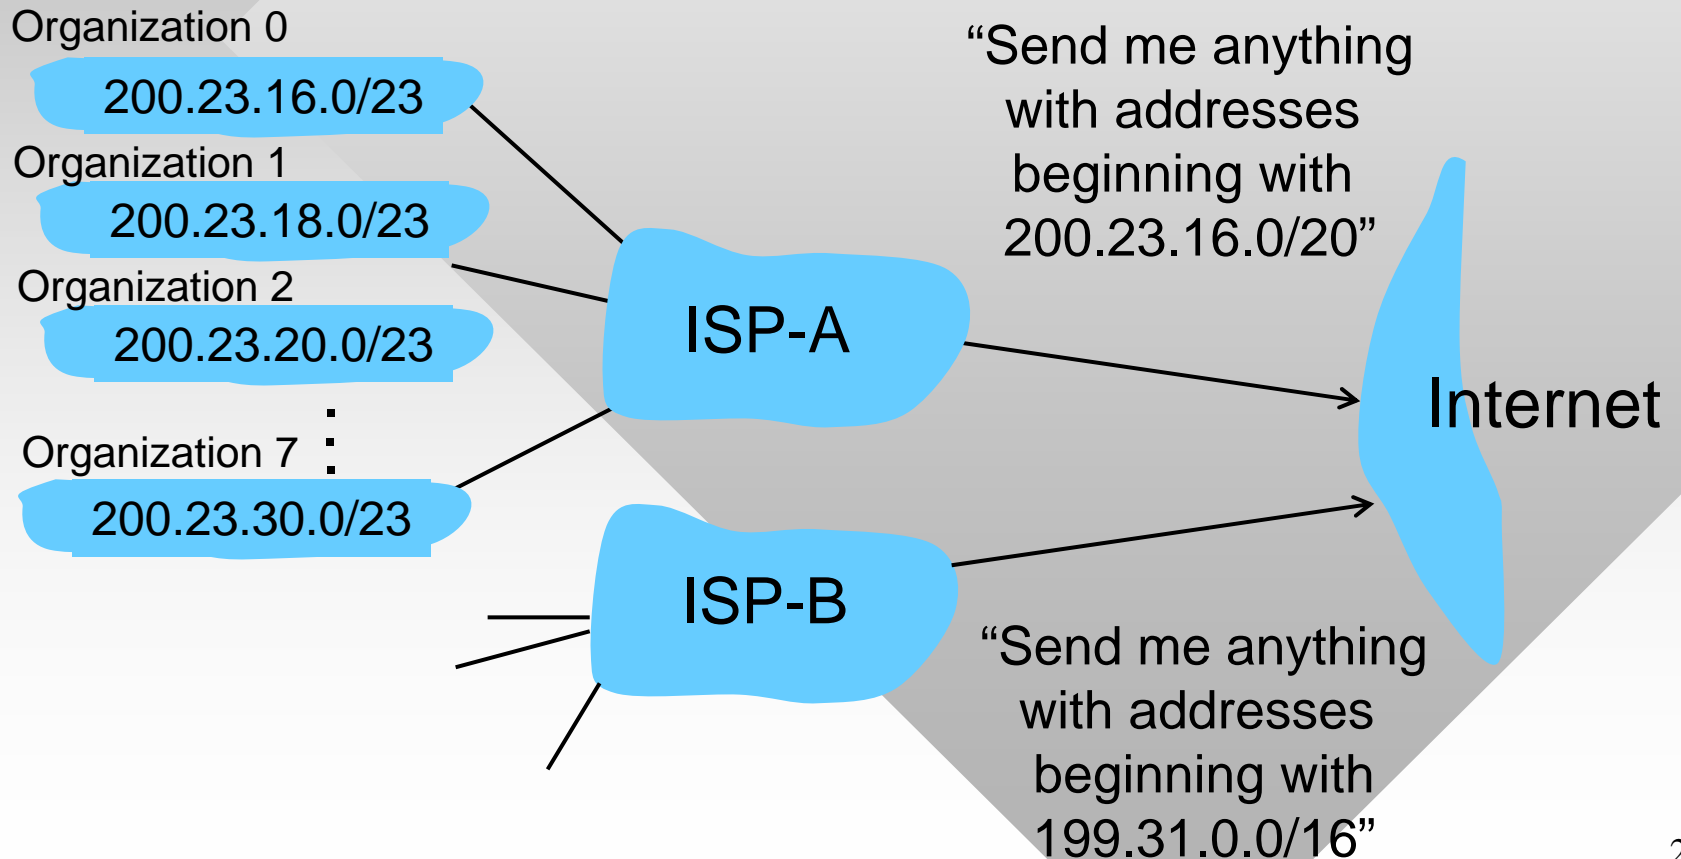 Organization 0
200.23.16.0/23
Organization 1
200.23.18.0/23
Organization 2
200.23.20.0/23
Organization 7
200.23.30.0/23
ISP-A
ISP-B
“Send me anything
with addresses
beginning with
200.23.16.0/20”
Internet
“Send me anything
with addresses
beginning with
199.31.0.0/16”
2